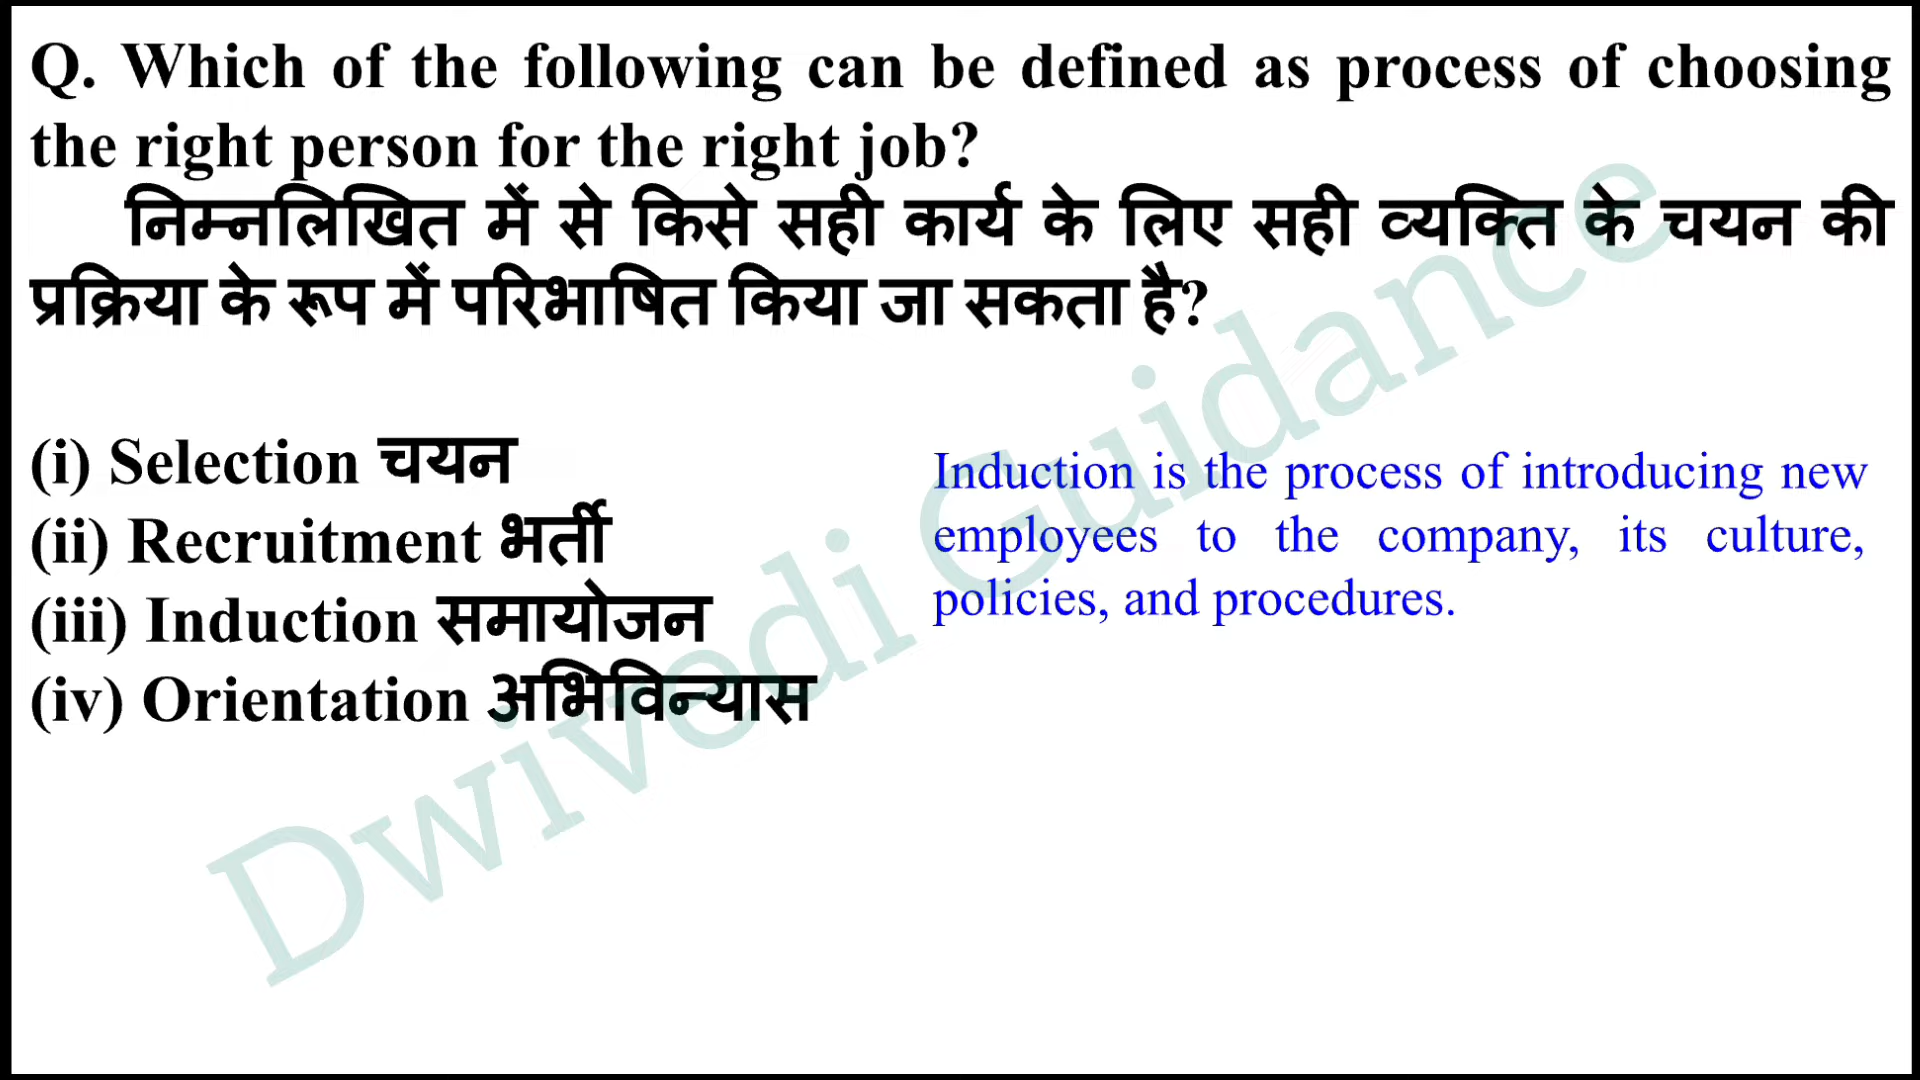 Q. Which of the following can be defined as process of choosing
the right person for the right job?
निम्नलिखित में से किसे सही कार्य के लिए सही व्यक्ति के चयन की
प्रक्रिया के रूप में परिभाषित किया जा सकता है?
(i) Selection चयन
(ii) Recruitment भर्ती
(iii) Induction समायोजन
(iv) Orientation अभिविन्यास
Induction is the process of introducing new
employees to the company, its culture,
policies, and procedures.
Dwivedi Guidance